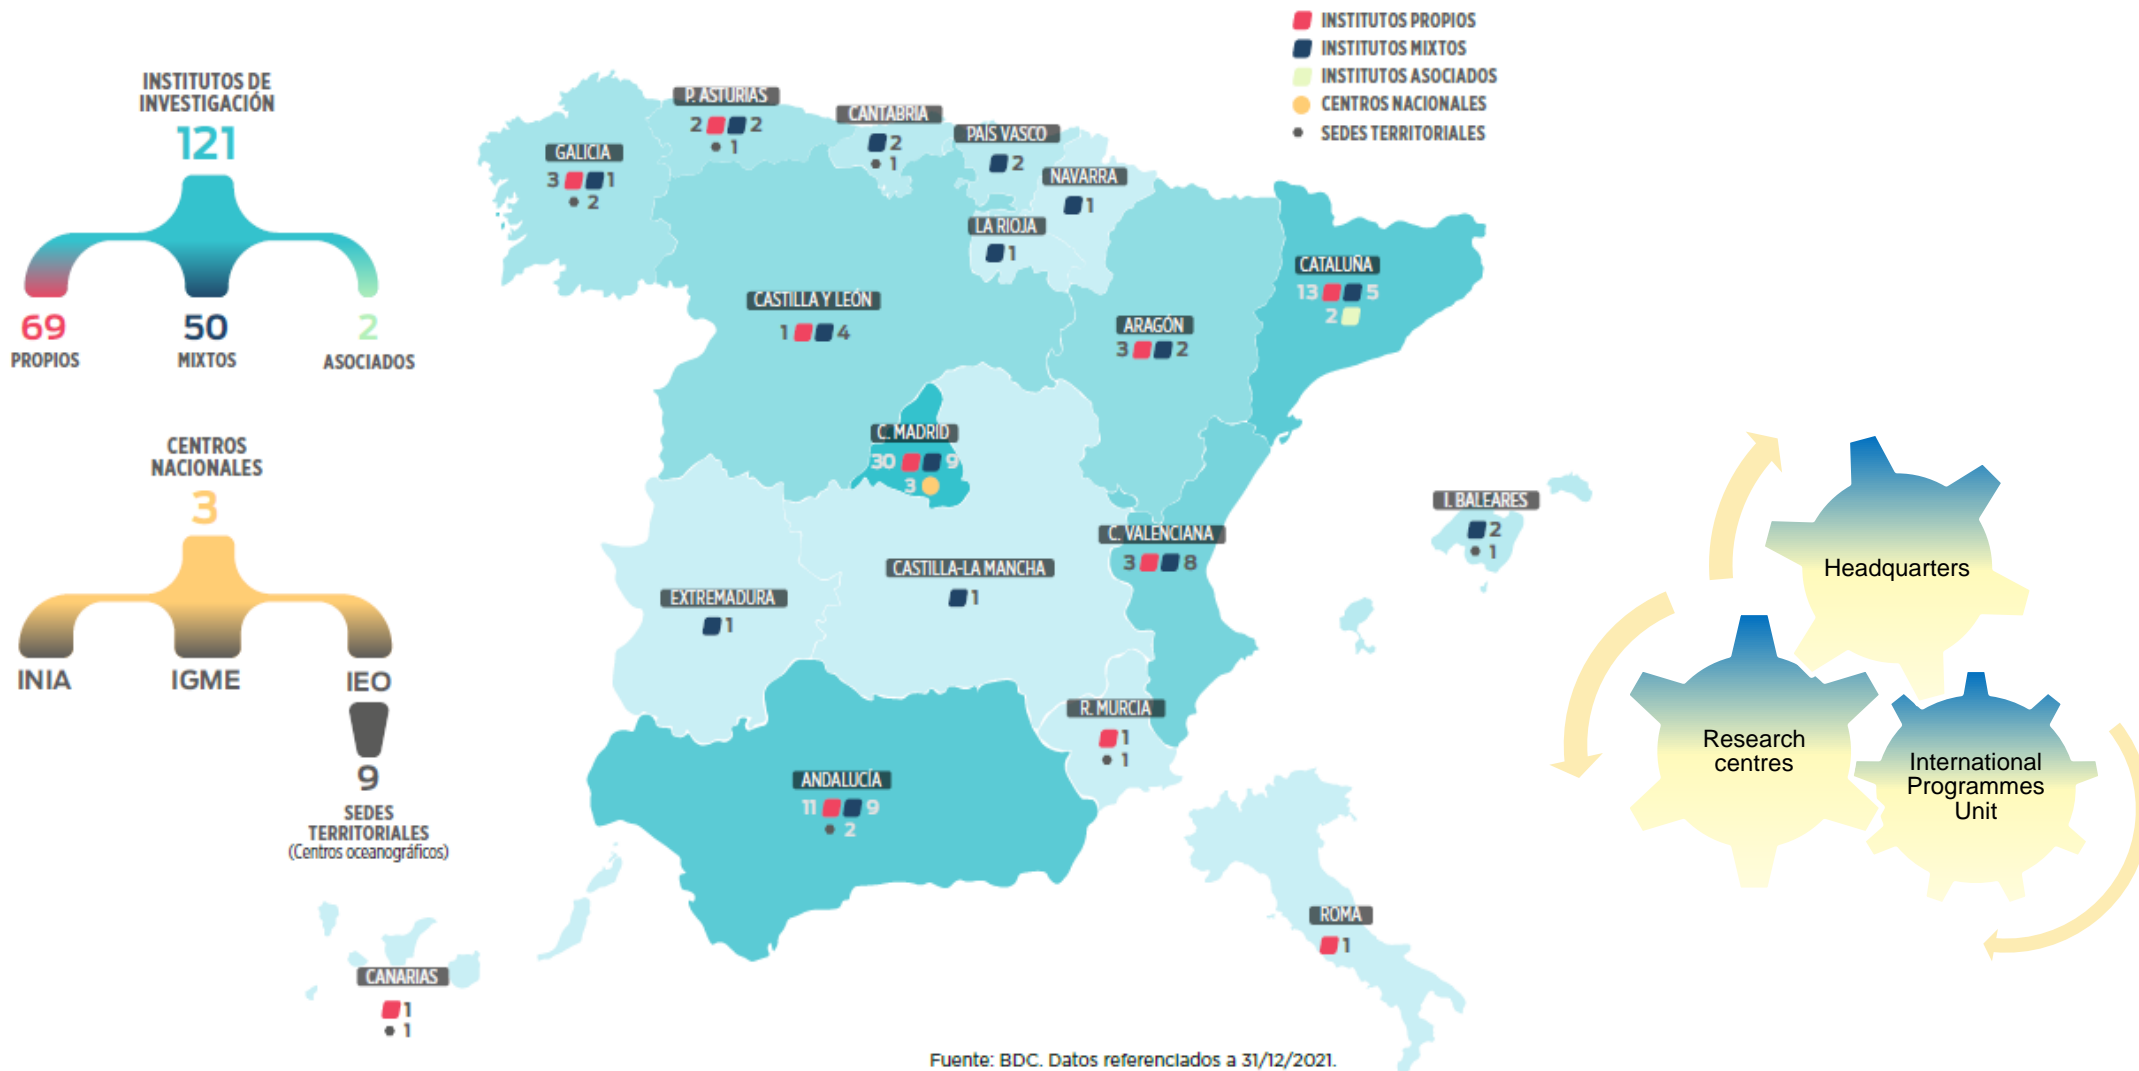 INSTITUTOS DE
INVESTIGACIÓN
121
69
PROPIOS
50
MIXTOS
2
ASOCIADOS
CENTROS
NACIONALES
3
INIA
IGME
IEO
9
SEDES
TERRITORIALES
(Centros oceanográficos)
INSTITUTOS PROPIOS
INSTITUTOS MIXTOS
INSTITUTOS ASOCIADOS
CENTROS NACIONALES
SEDES TERRITORIALES
P. ASTURIAS
2 2
1
CANTABRIA
2
1
PAÍS VASCO
2
GALICIA
3 1
2
NAVARRA
1
LA RIOJA
1
CATALUÑA
13 5
2
CASTILLA Y LEÓN
1 4
ARAGÓN
3 2
C. MADRID
30 9
3
I. BALEARES
2
1
C. VALENCIANA
3 8
CASTILLA-LA MANCHA
1
EXTREMADURA
1
R. MURCIA
1
1
ANDALUCÍA
11 9
2
ROMA
1
CANARIAS
1
1
Headquarters
Research
centres
International
Programmes
Unit
Fuente: BDC. Datos referenciados a 31/12/2021.